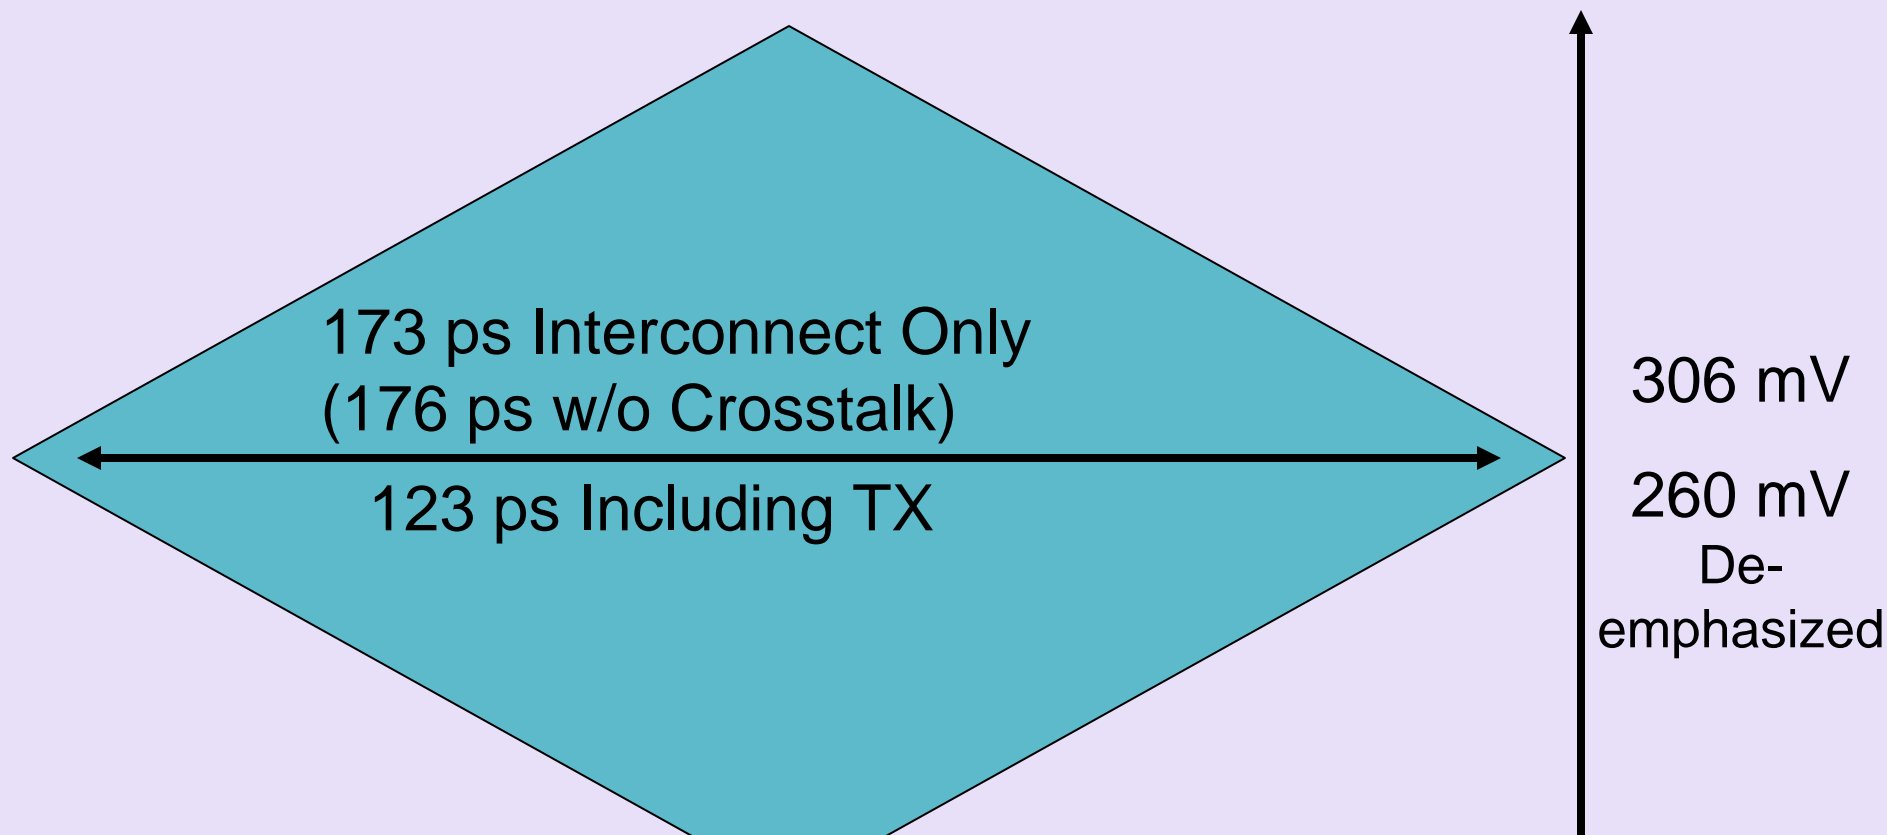 173 ps Interconnect Only
(176 ps w/o Crosstalk)
123 ps Including TX
306 mV
260 mV
De-
emphasized